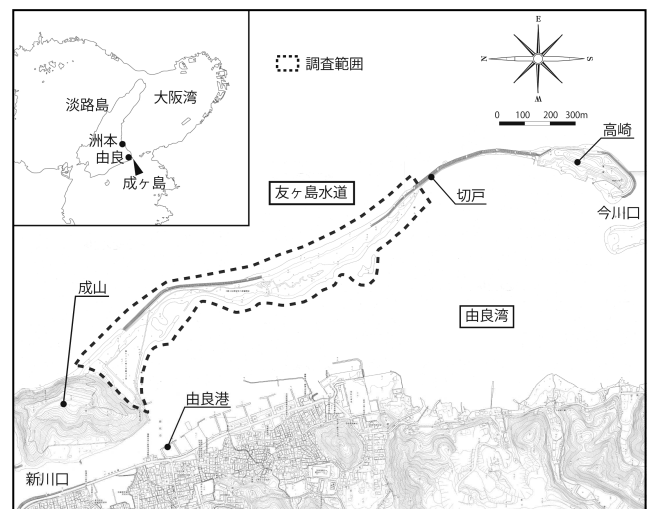 調査範囲
E
N
S
W
0 100 200 300m
淡路島
大阪湾
洲本
由良
成ヶ島
高崎
友ヶ島水道
切戸
今川口
成山
由良湾
由良港
新川口